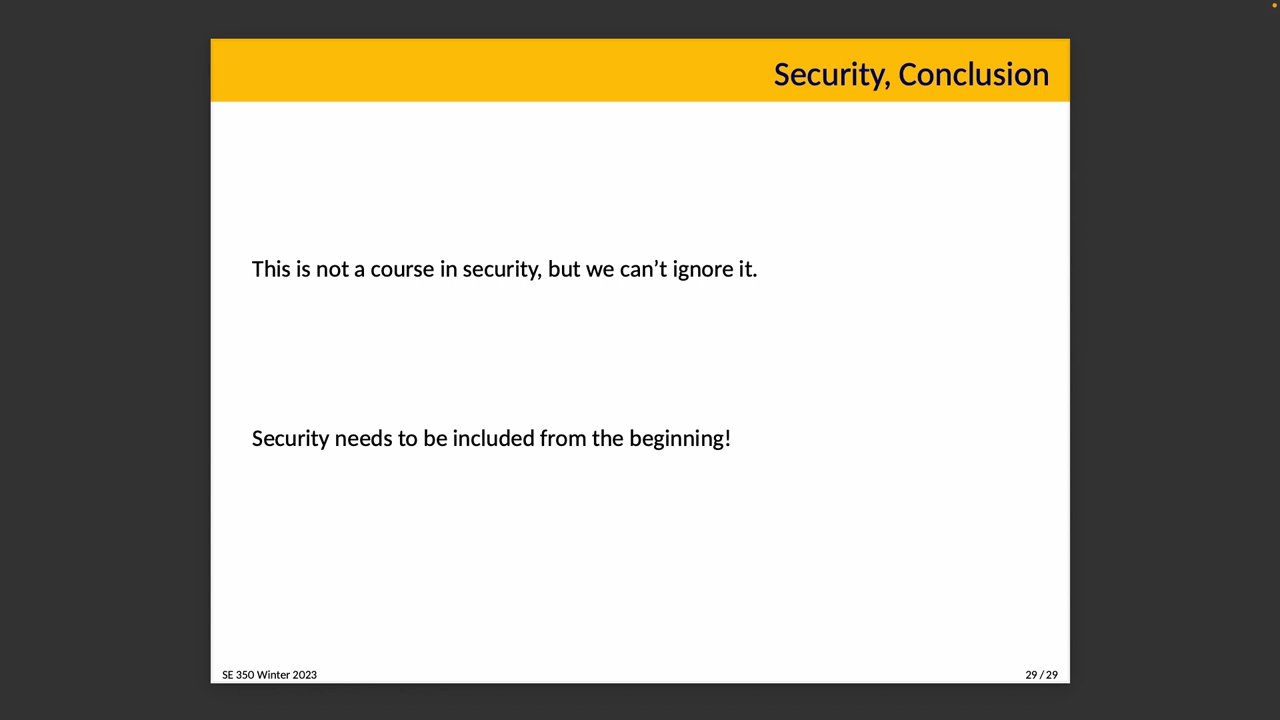 Security, Conclusion
This is not a course in security, but we can’t ignore it.
Security needs to be included from the beginning!
SE 350 Winter 2023
29 / 29